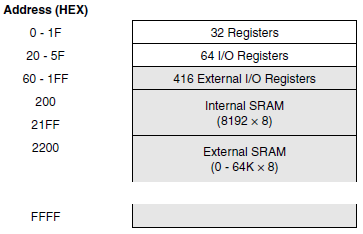 Address (HEX)
0 - 1F 32 Registers
20 - 5F 64 I/O Registers
60 - 1FF 416 External I/O Registers
200 Internal SRAM
(8192 × 8)
21FF
2200 External SRAM
(0 - 64K × 8)
FFFF